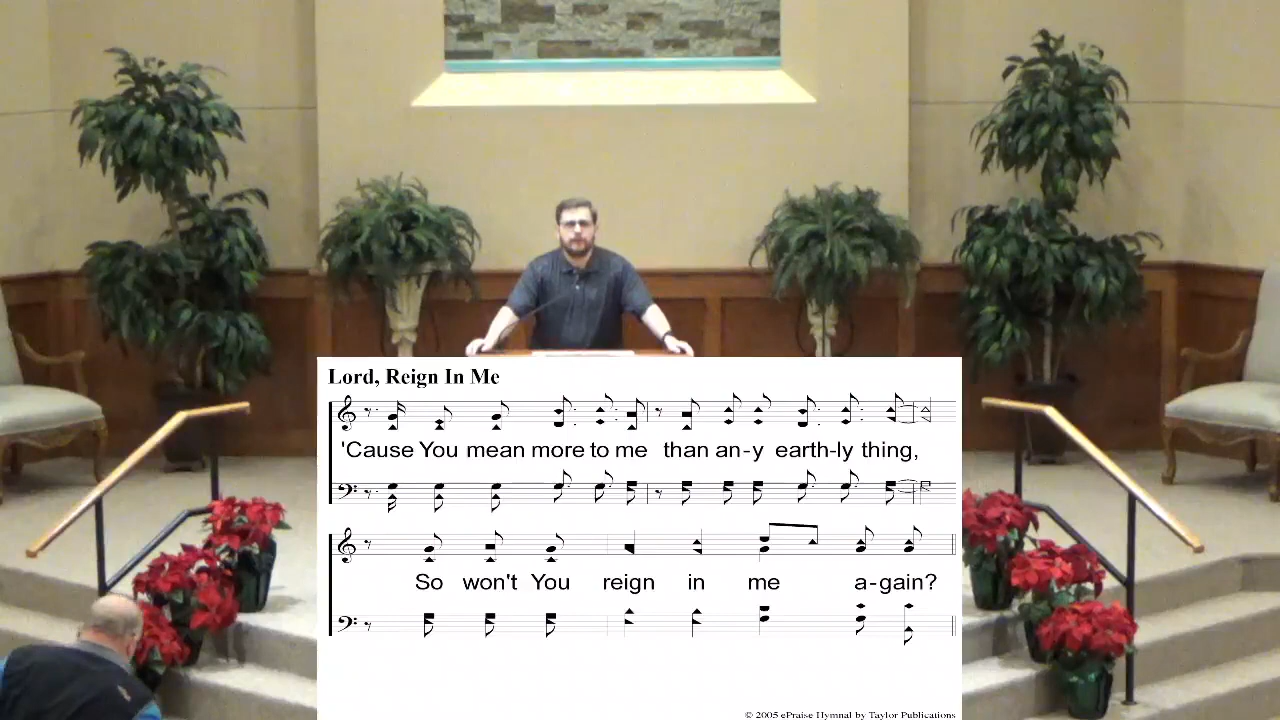 Lord, Reign In Me
'Cause You mean more to me than an-y earth-ly thing,
So won't You reign in me a-gain?
© 2005 ePraise Hymnal by Taylor Publications